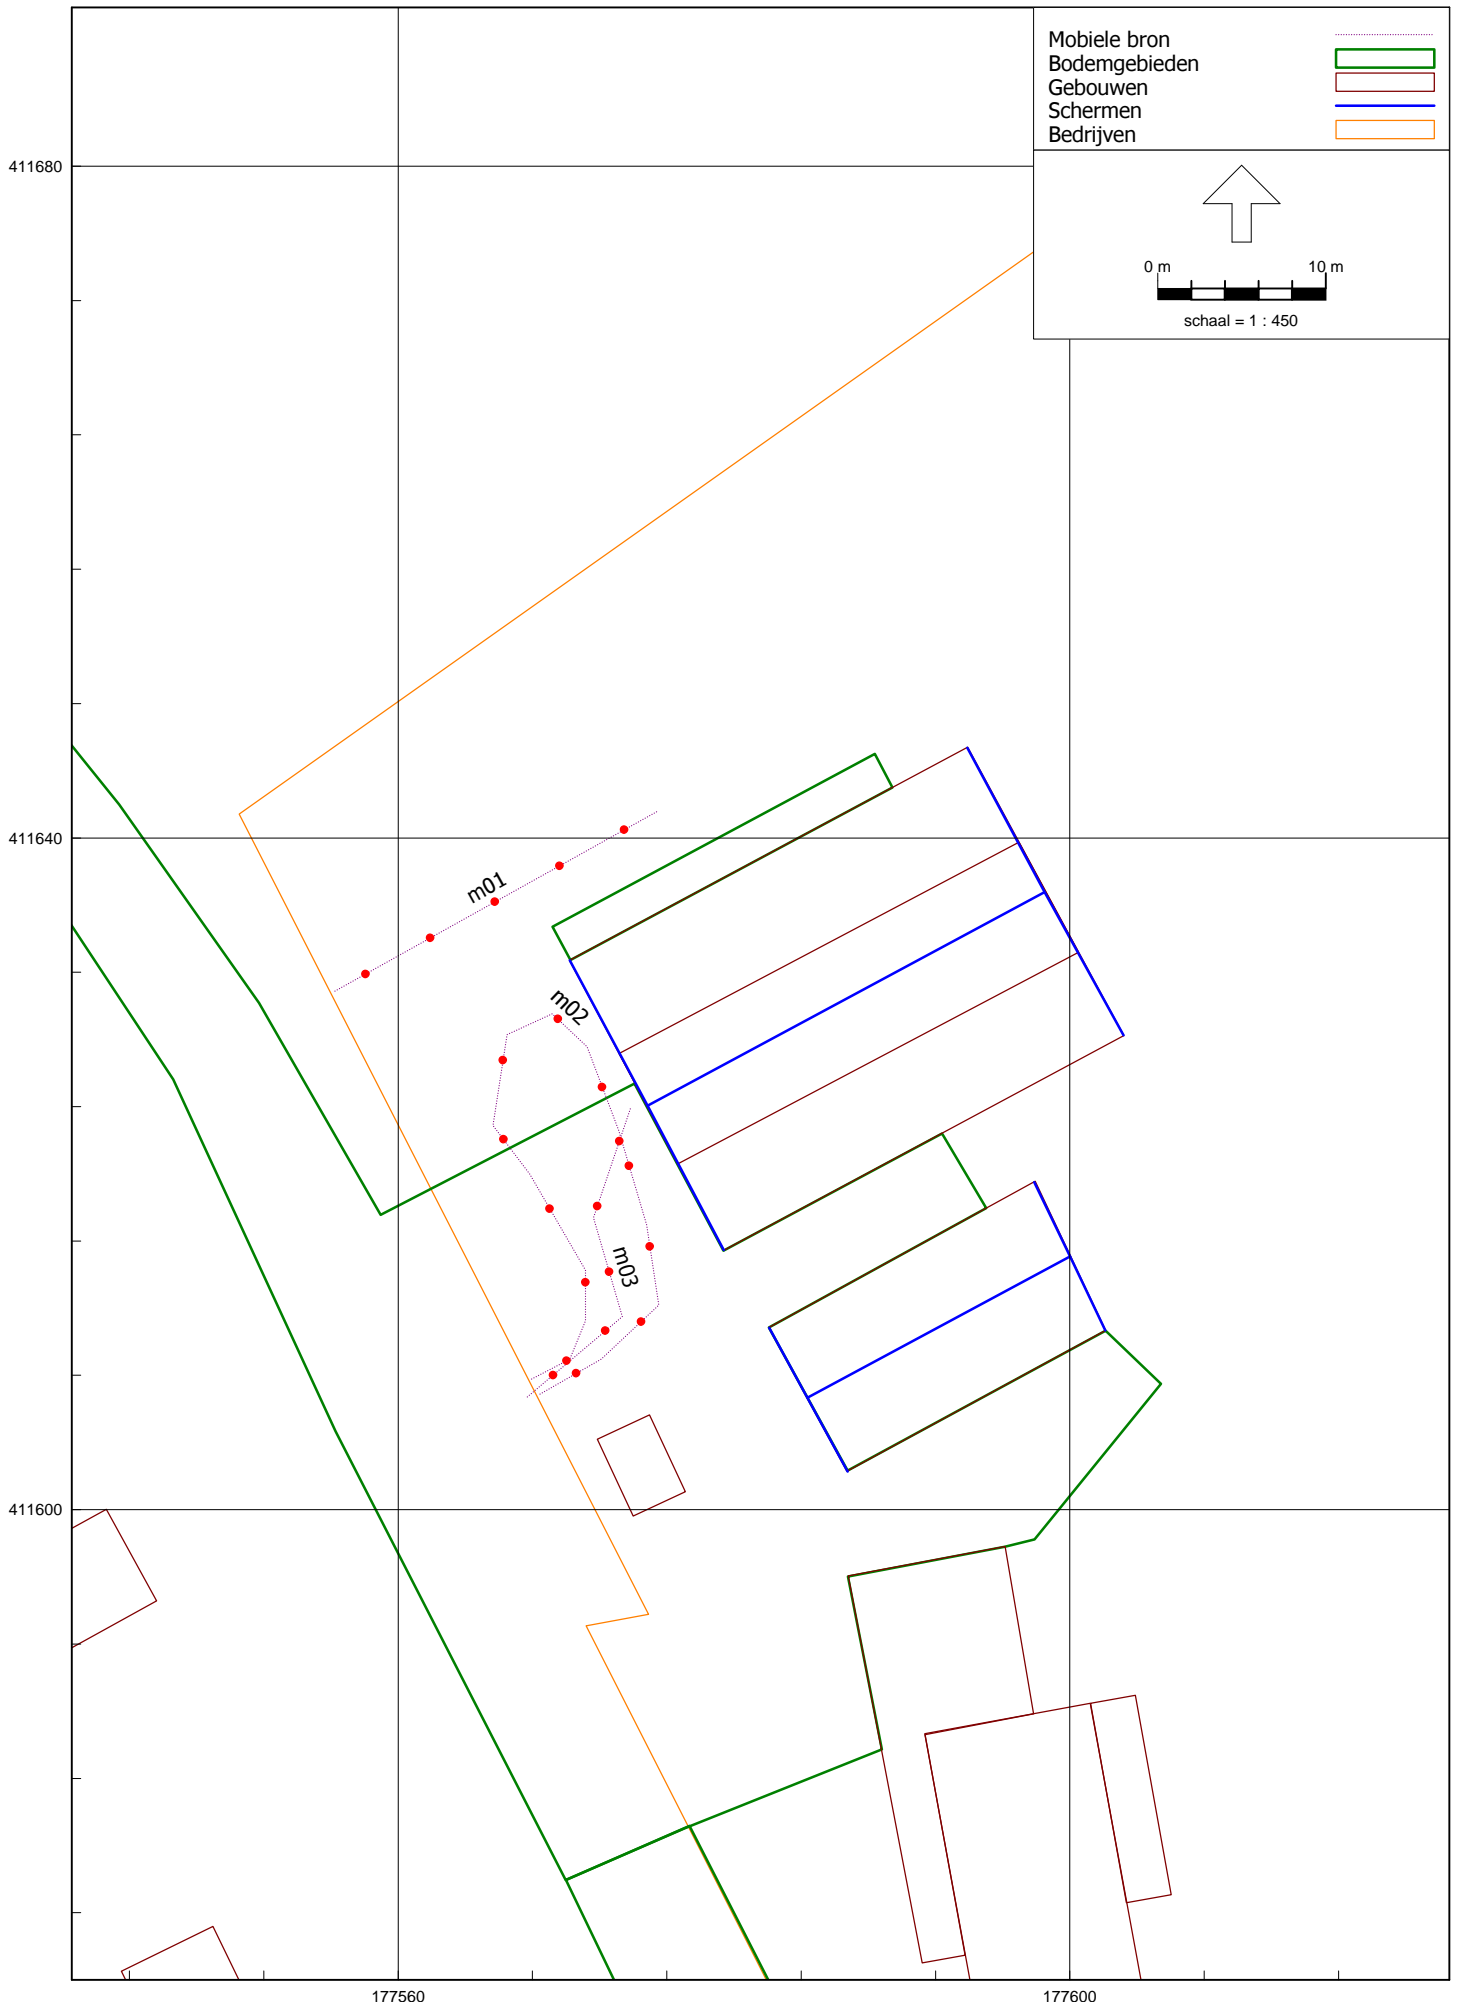 Mobiele bron
Bodemgebieden
Gebouwen
Schermen
Bedrijven
411680
0 m 10 m
schaal = 1 : 450
411640
m01
m02
m03
411600
177560 177600